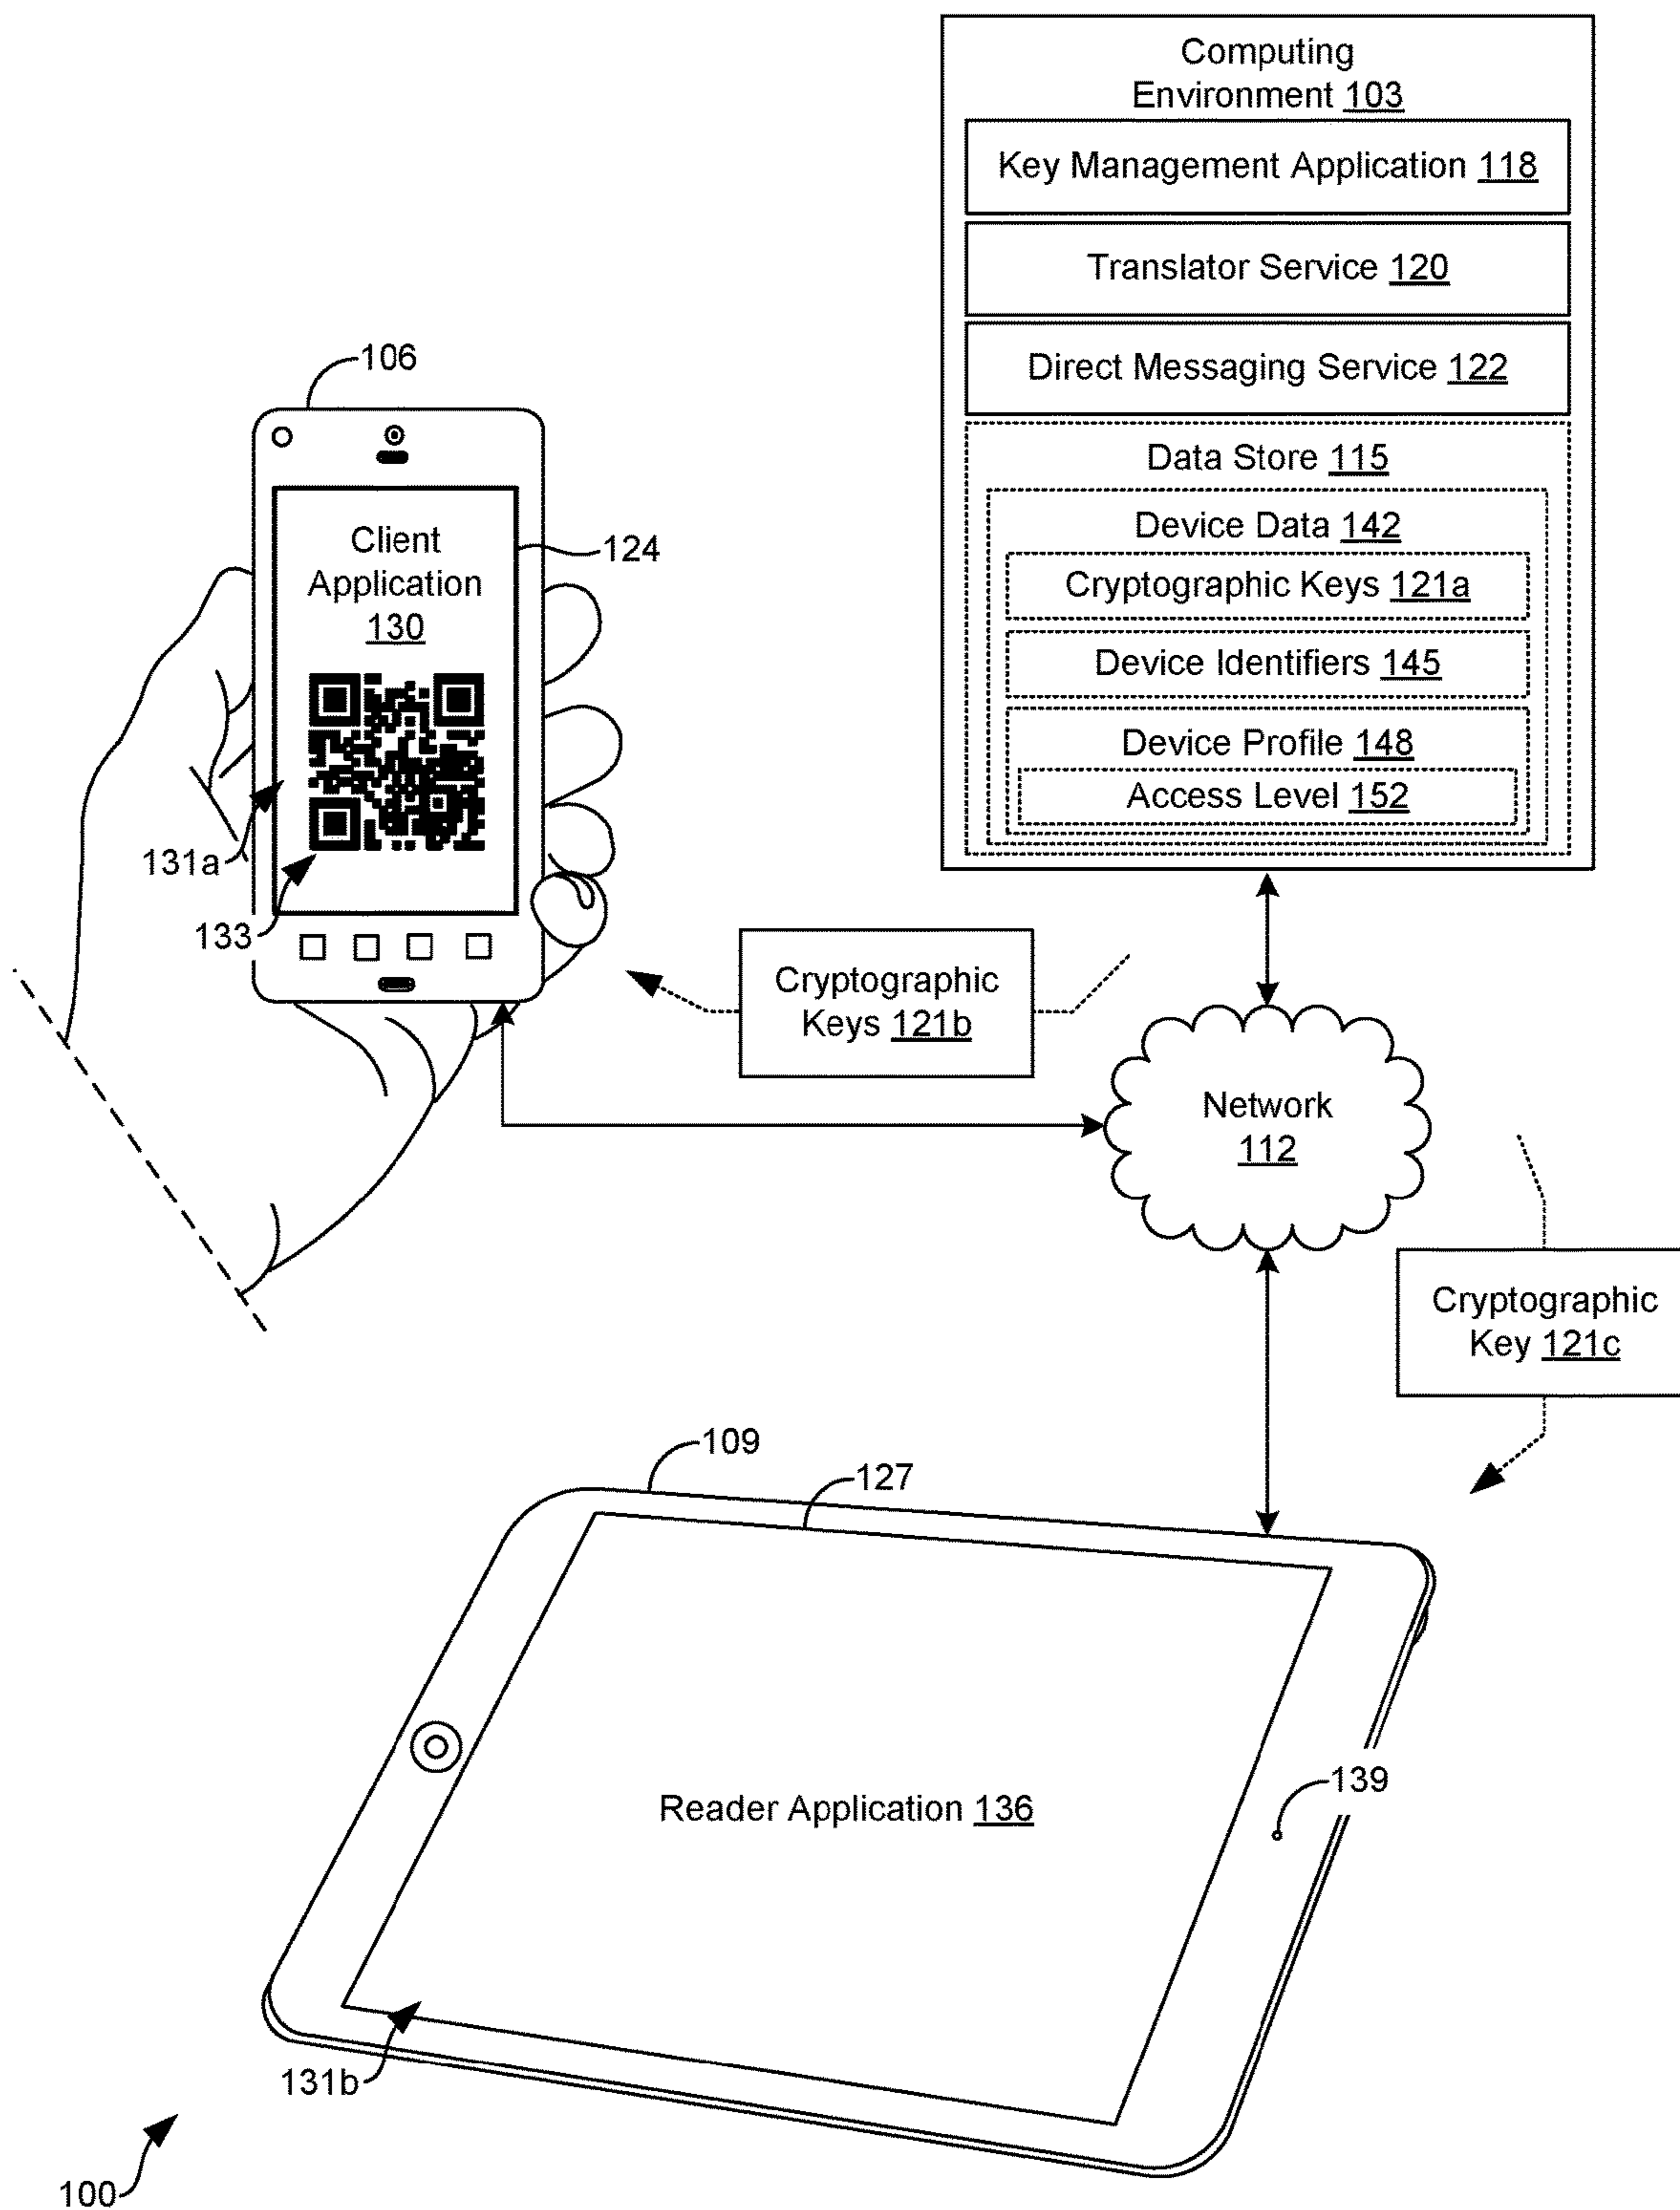 Computing
Environment 103
Key Management Application 118
Translator Service 120
Direct Messaging Service 122
Data Store 115
Device Data 142
Cryptographic Keys 121a
Device Identifiers 145
Device Profile 148
Access Level 152
106
124
Client
Application
130
131a
133
Cryptographic
Keys 121b
Network
112
Cryptographic
Key 121c
109
127
Reader Application 136
139
131b
100